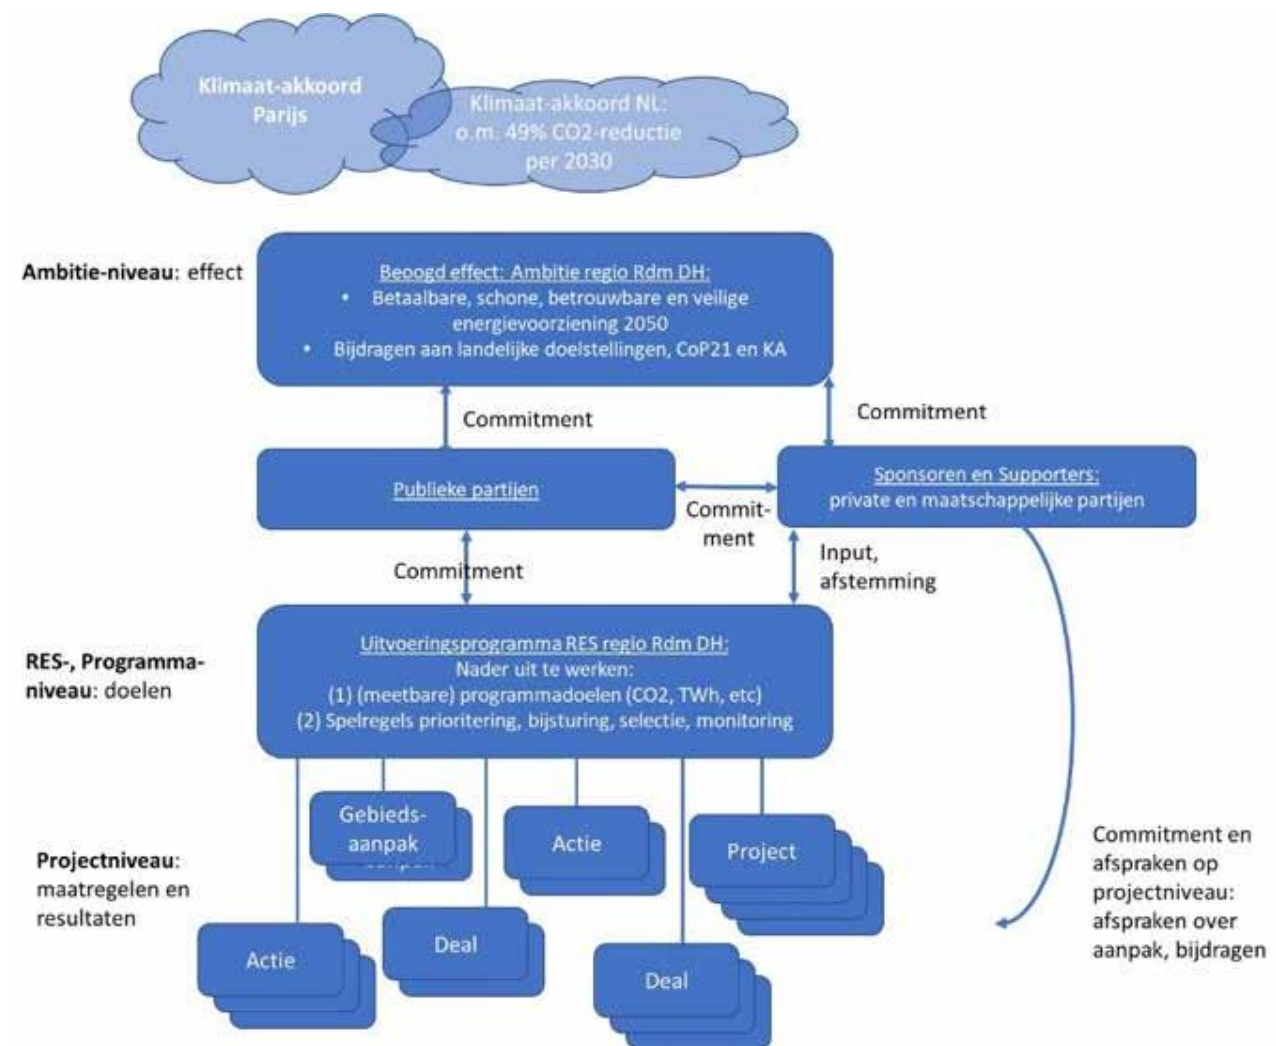 Klimaat-akkoord
Parijs
Klimaat-akkoord NL:
o.m. 49% CO2-reductie
per 2030
Ambitie-niveau: effect
Beoogd effect: Ambitie regio Rdm DH:
• Betaalbare, schone, betrouwbare en veilige
energievoorziening 2050
• Bijdragen aan landelijke doelstellingen, CoP21 en KA
Commitment
Commitment
Publieke partijen
Sponsoren en Supporters:
private en maatschappelijke partijen
Commit-
ment
Commitment
Input,
afstemming
RES-, Programma-
niveau: doelen
Uitvoeringsprogramma RES regio Rdm DH:
Nader uit te werken:
(1) (meetbare) programmadoelen (CO2, TWh, etc)
(2) Spelregels prioritering, bijsturing, selectie, monitoring
Projectniveau:
maatregelen en
resultaten
Gebieds-
aanpak
Actie
Project
Actie
Deal
Deal
Commitment en
afspraken op
projectniveau:
afspraken over
aanpak, bijdragen